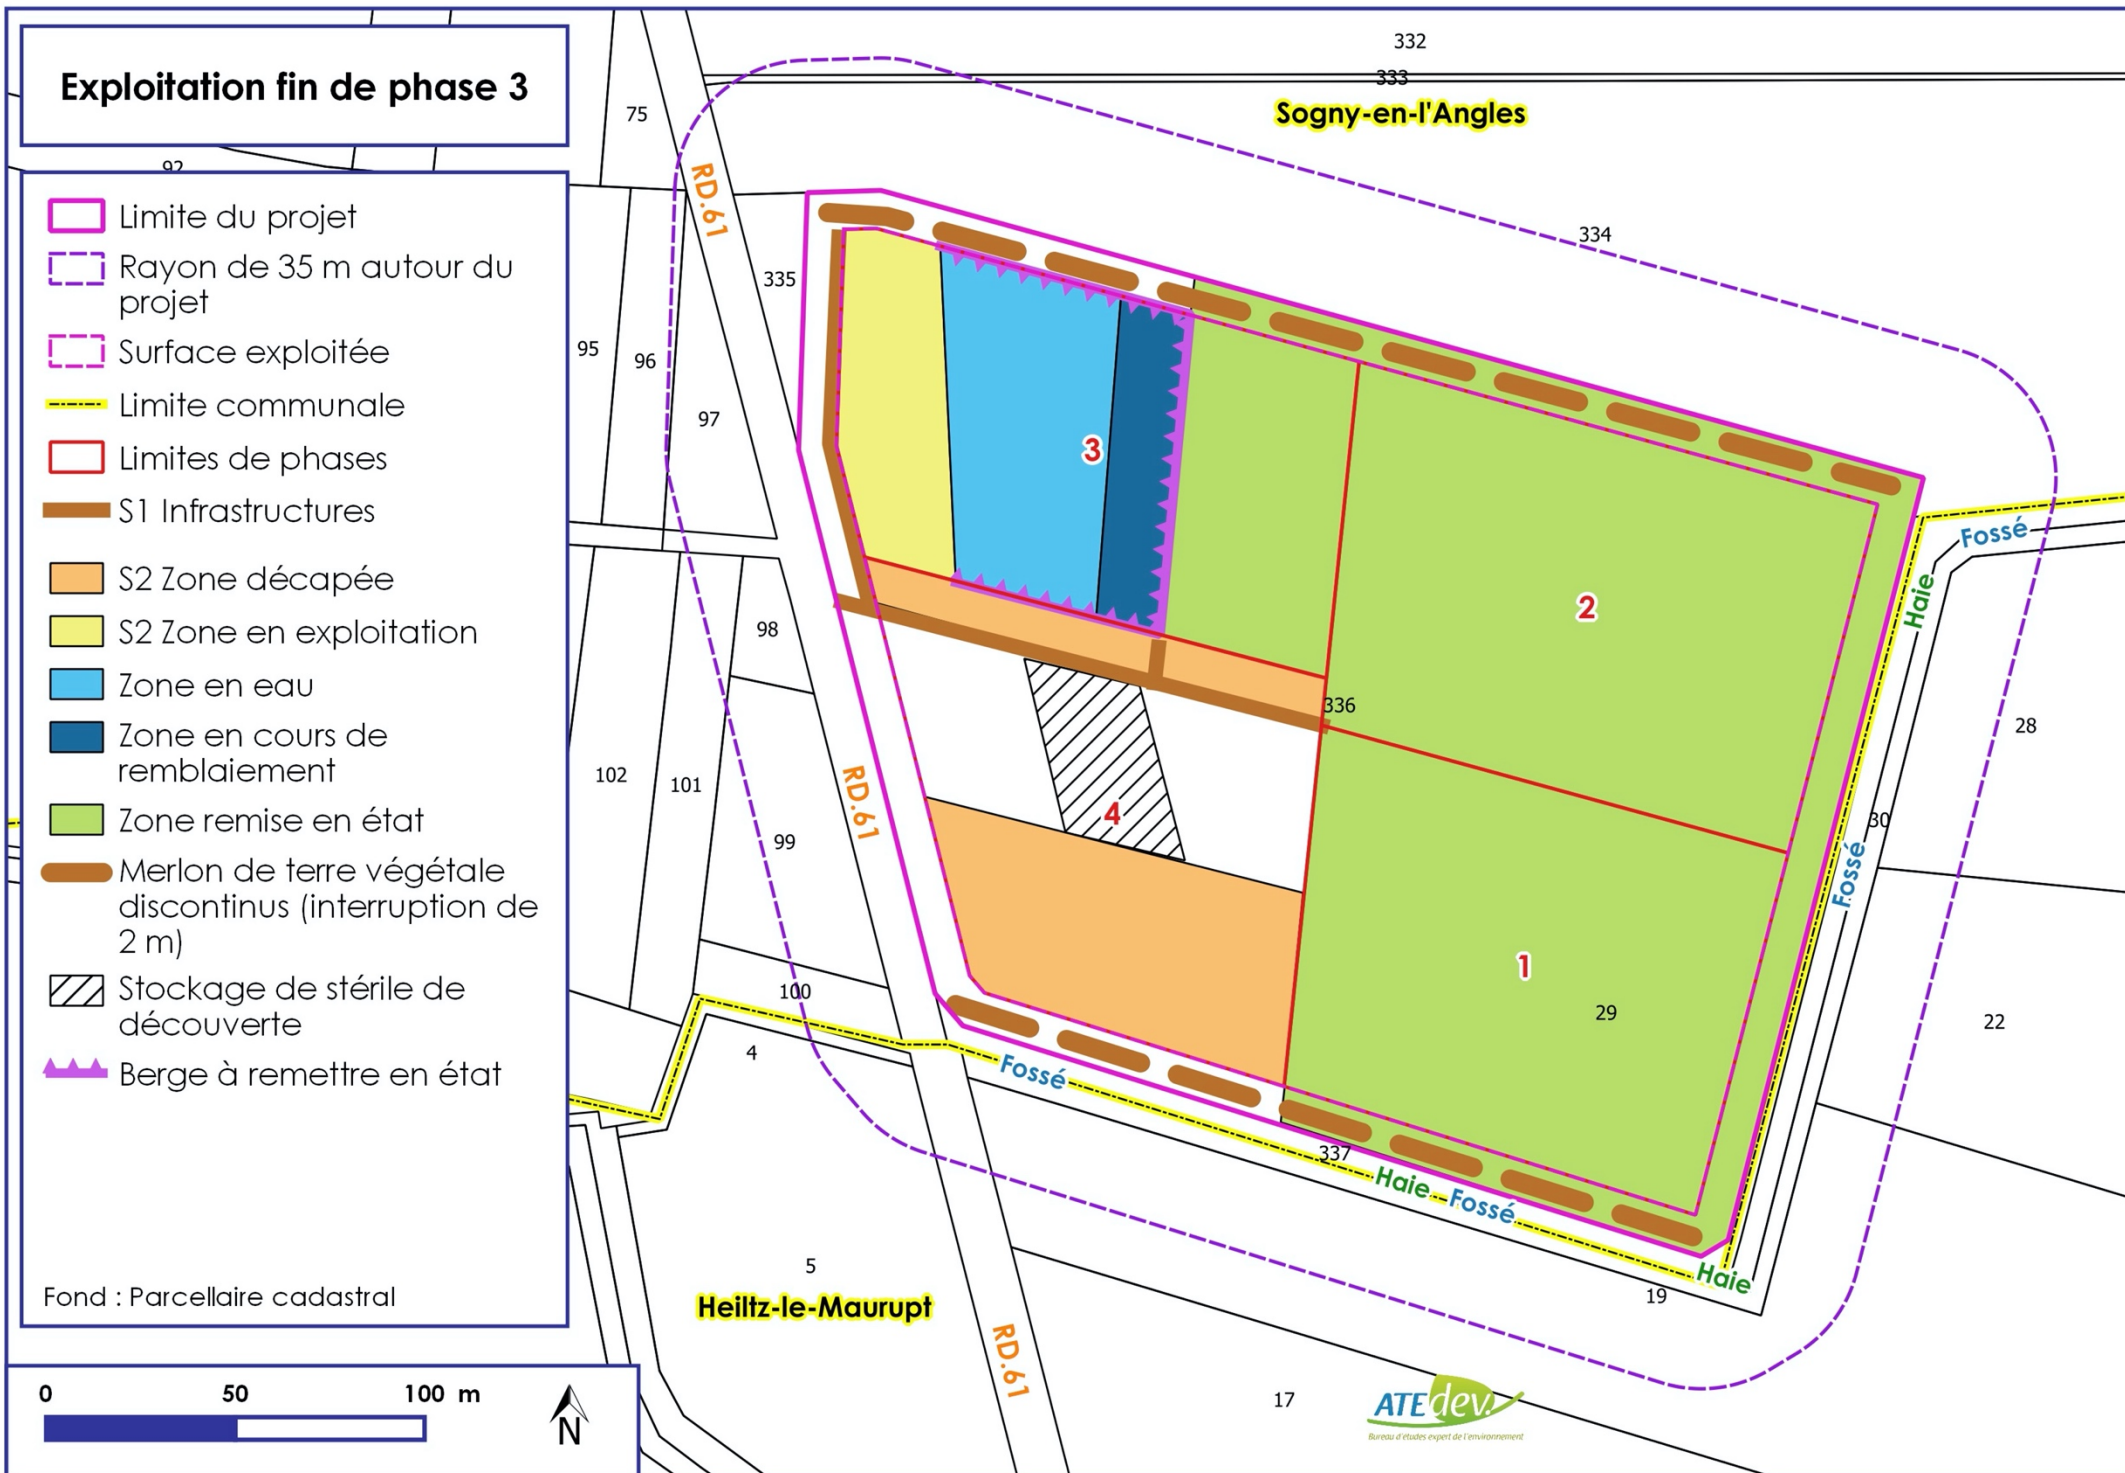 Exploitation fin de phase 3
92
Limite du projet
Rayon de 35 m autour du
projet
Surface exploitée
Limite communale
Limites de phases
S1 Infrastructures
S2 Zone décapée
S2 Zone en exploitation
Zone en eau
Zone en cours de
remblaiement
Zone remise en état
Merlon de terre végétale
discontinus (interruption de
2 m)
Stockage de stérile de
découverte
Berge à remettre en état
Fond : Parcellaire cadastral
0 50 100 m
N
332
333
Sogny-en-l'Angles
75
RD.61
334
335
95
96
97
3
Fossé
Haie
2
98
336
28
102
101
RD.61
4
99
30
Fossé
1
100
29
22
4
Fossé
337
Haie
Fossé
Haie
5
19
Heiltz-le-Maurupt
RD.61
17
ATEdev.
Bureau d'études expert de l'environnement